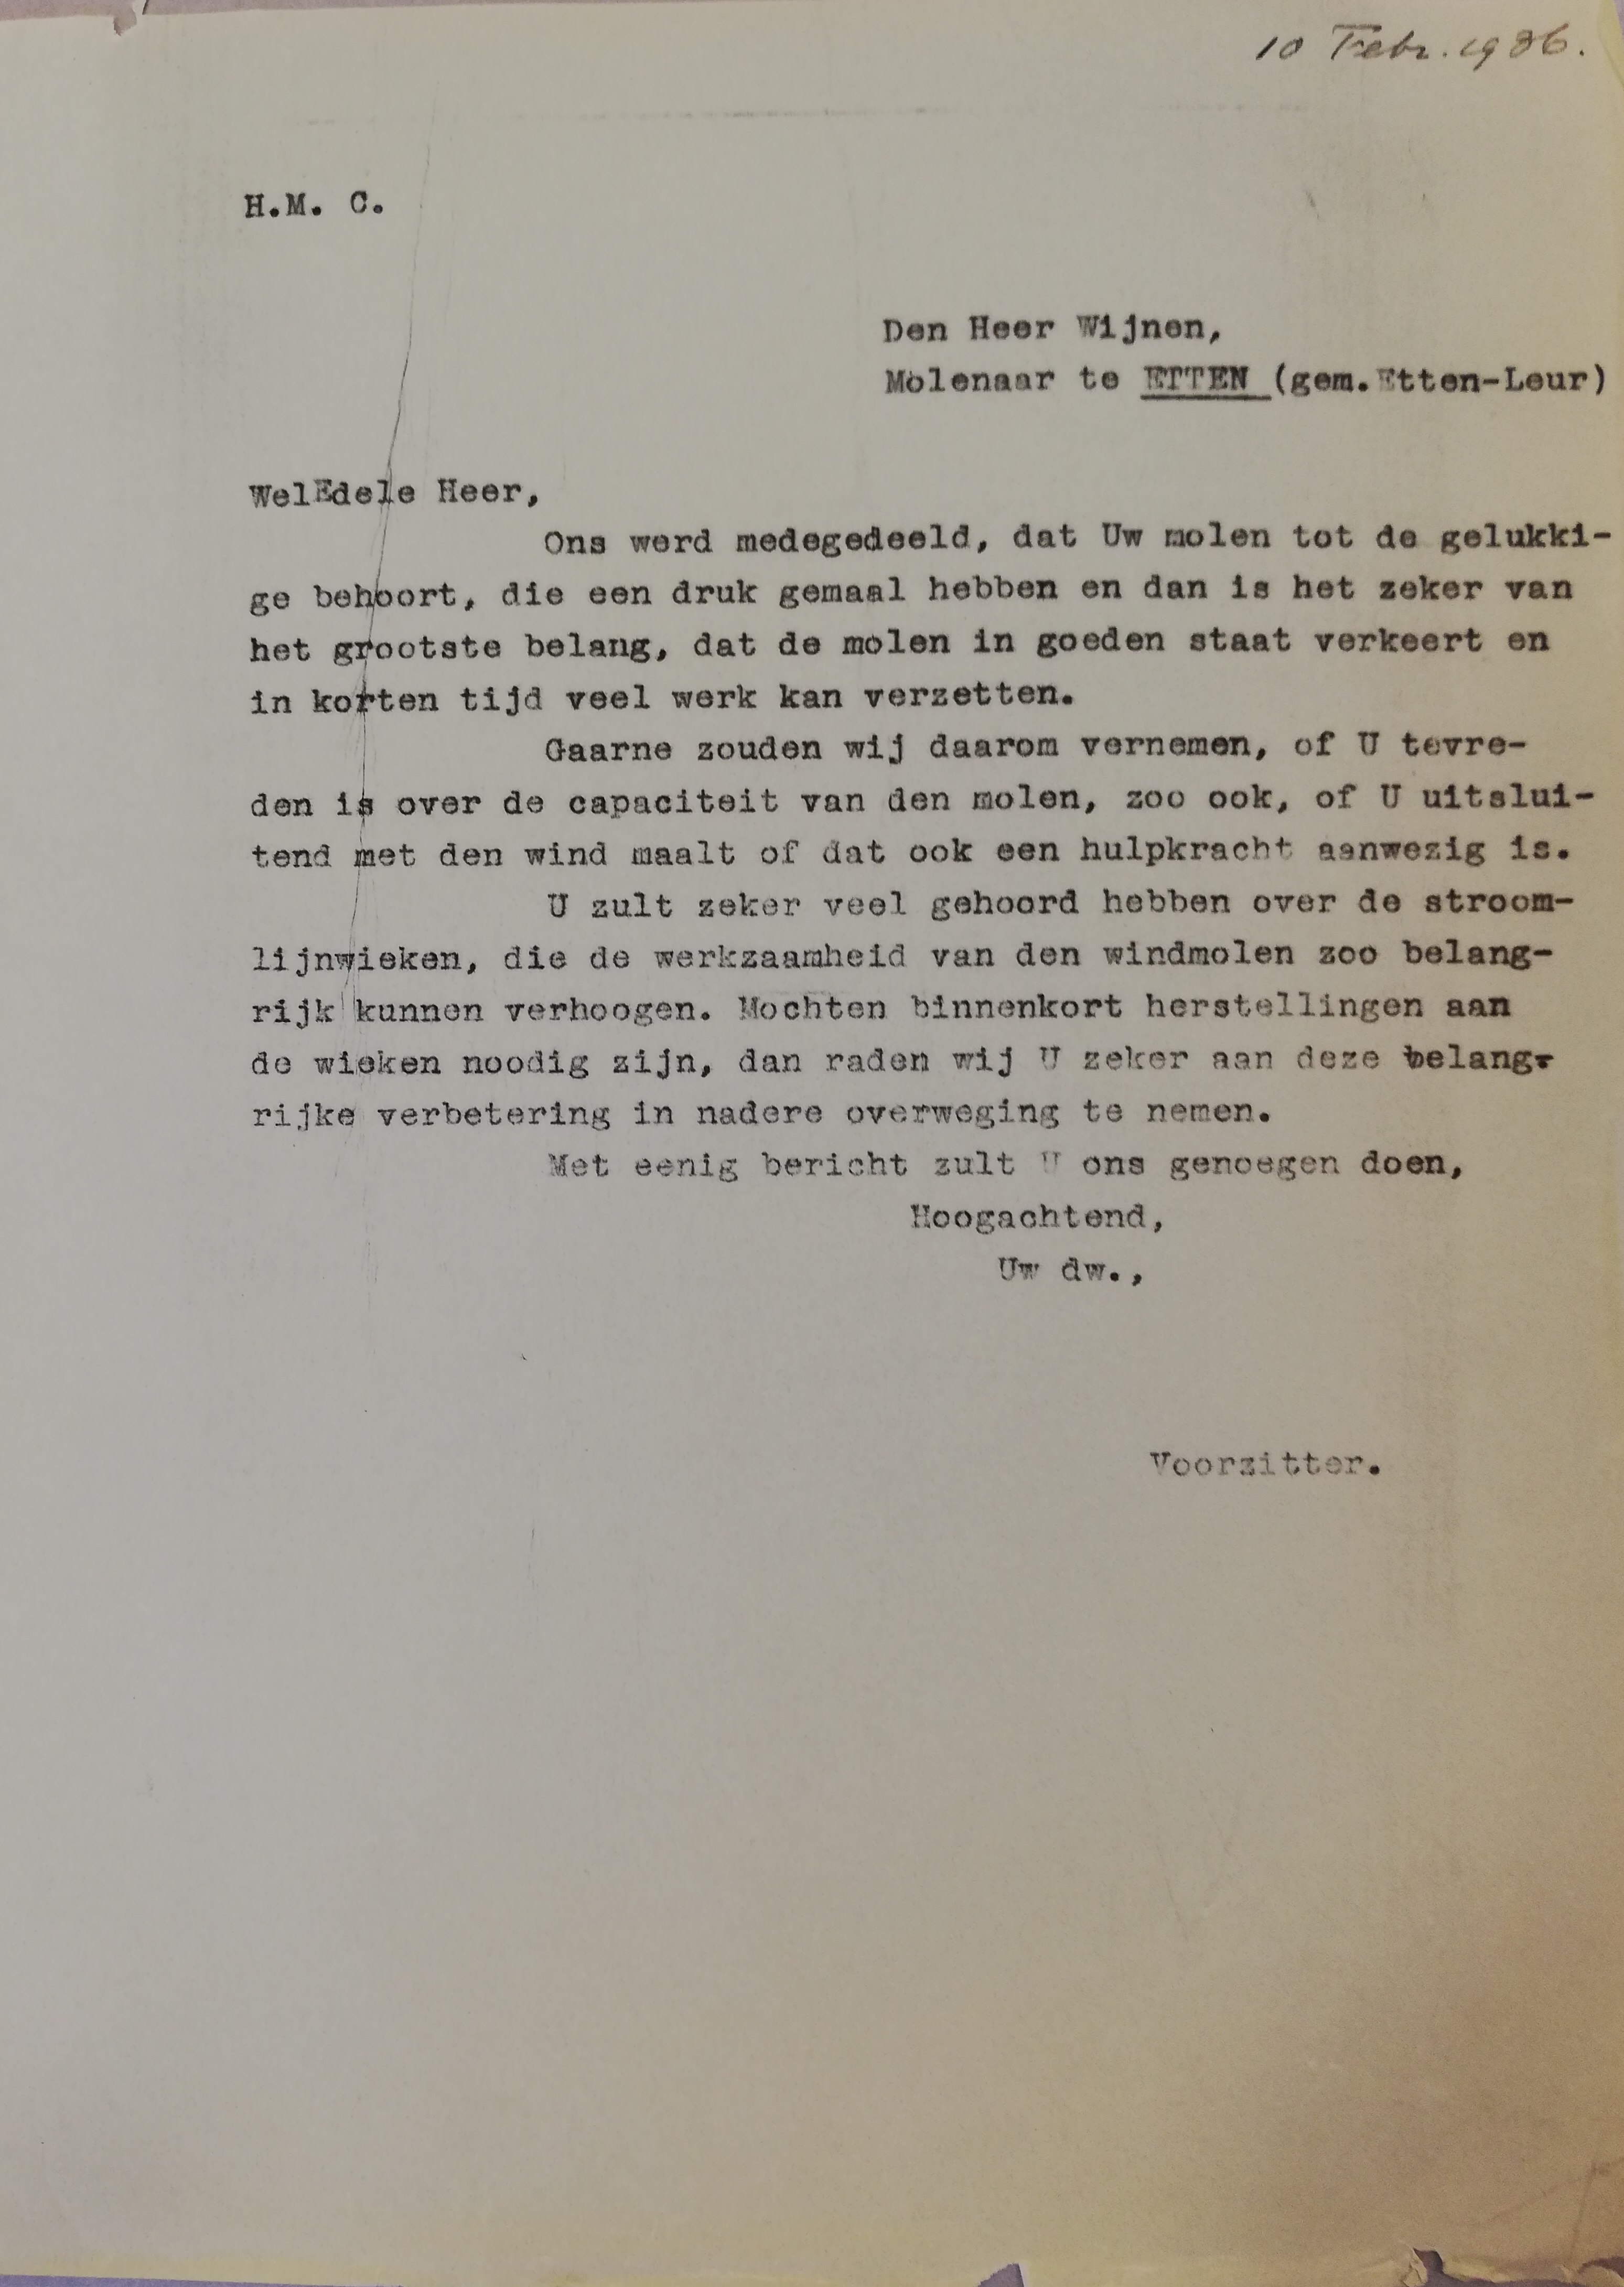 10 Febr. 1936.
H.M. C.
Den Heer Wijnen,
Molenaar te ETTEN (gem.Etten-Leur)
WelEdele Heer,
Ons werd medegedeeld, dat Uw molen tot de gelukki-
ge behoort, die een druk gemaal hebben en dan is het zeker van
het grootste belang, dat de molen in goeden staat verkeert en
in korten tijd veel werk kan verzetten.
Gaarne zouden wij daarom vernemen, of U tevre-
den is over de capaciteit van den molen, zoo ook, of U uitslui-
tend met den wind maalt of dat ook een hulpkracht aanwezig is.
U zult zeker veel gehoord hebben over de stroom-
lijnwieken, die de werkzaamheid van den windmolen zoo belang-
rijk kunnen verhoogen. Mochten binnenkort herstellingen aan
de wieken noodig zijn, dan raden wij U zeker aan deze belang-
rijke verbetering in nadere overweging te nemen.
Met eenig bericht zult U ons genoegen doen,
Hoogachtend,
Uw dw.,
Voorzitter.